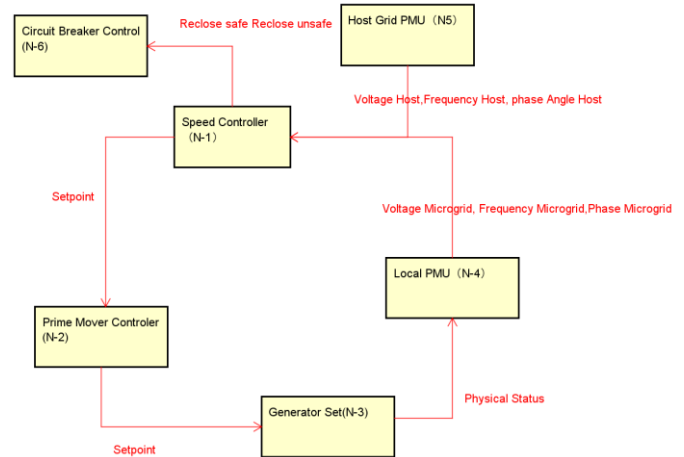 Circuit Breaker Control
(N-6)
Reclose safe Reclose unsafe
Host Grid PMU（N5）
Voltage Host,Frequency Host, phase Angle Host
Speed Controller
（N-1）
Setpoint
Voltage Microgrid, Frequency Microgrid,Phase Microgrid
Local PMU（N-4）
Prime Mover Controler
(N-2)
Physical Status
Generator Set(N-3)
Setpoint